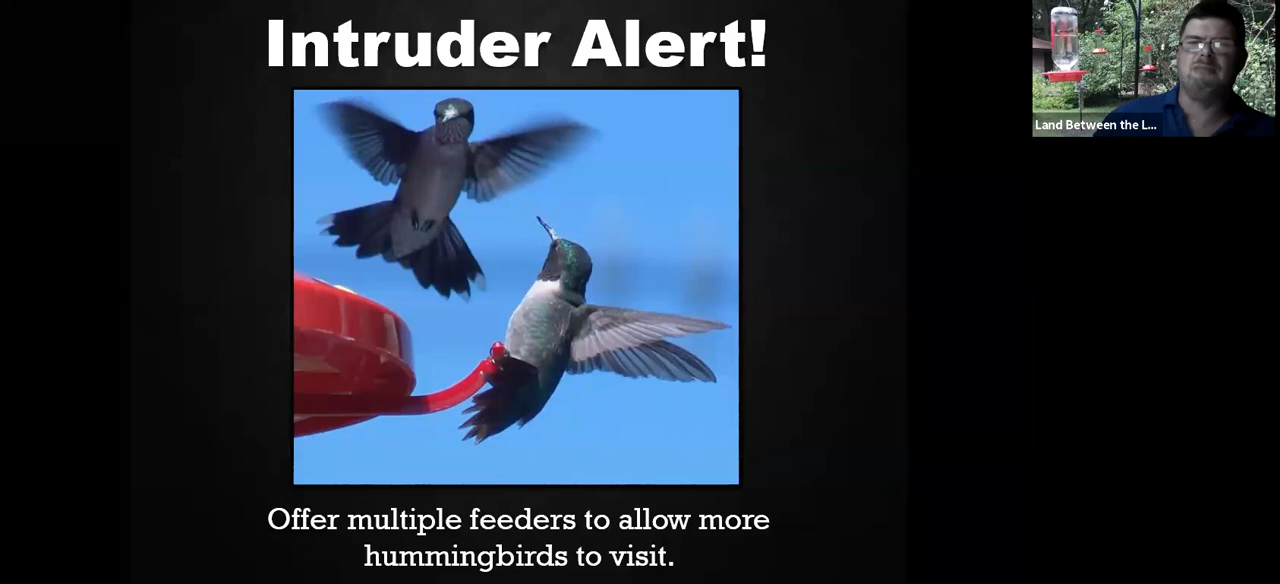 Intruder Alert!
Land Between the L...
Offer multiple feeders to allow more
hummingbirds to visit.